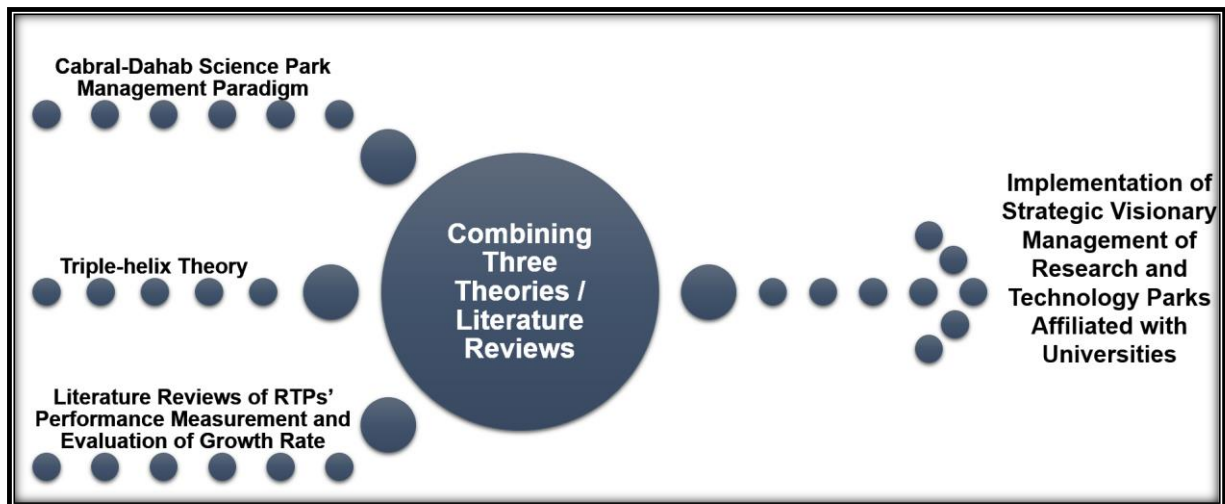 Cabral-Dahab Science Park
Management Paradigm
Triple-helix Theory
Literature Reviews of RTPs’
Performance Measurement and
Evaluation of Growth Rate
Combining
Three
Theories /
Literature
Reviews
Implementation of
Strategic Visionary
Management of
Research and
Technology Parks
Affiliated with
Universities